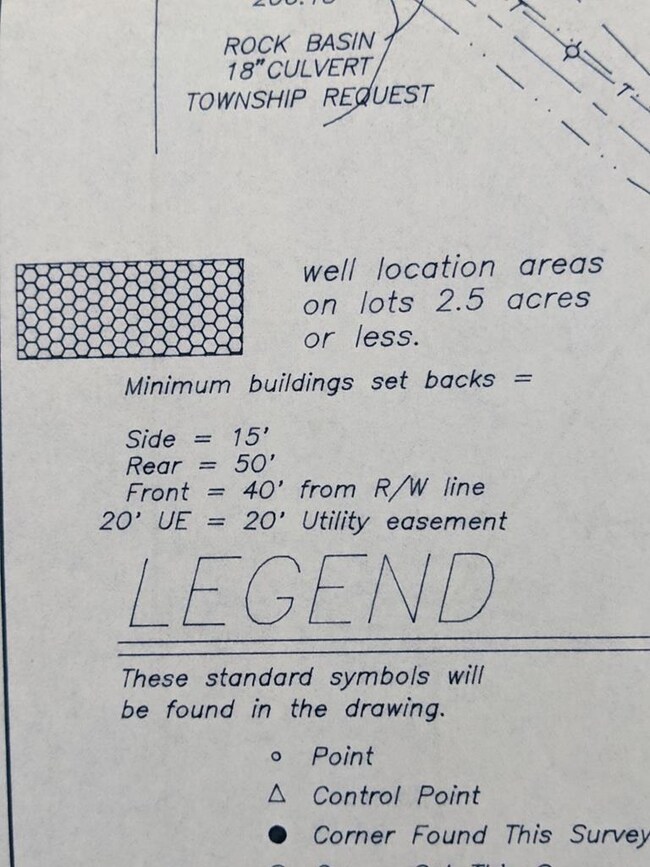 ROCK BASIN
18"CULVERT
TOWNSHIP REQUEST
well location areas
on lots 2.5 acres
or less.
Minimum buildings set backs =
Side = 15'
Rear = 50'
Front = 40' from R/W line
20' UE = 20' Utility easement
LEGEND
These standard symbols will
be found in the drawing.
Point
Control Point
Corner Found This Survey